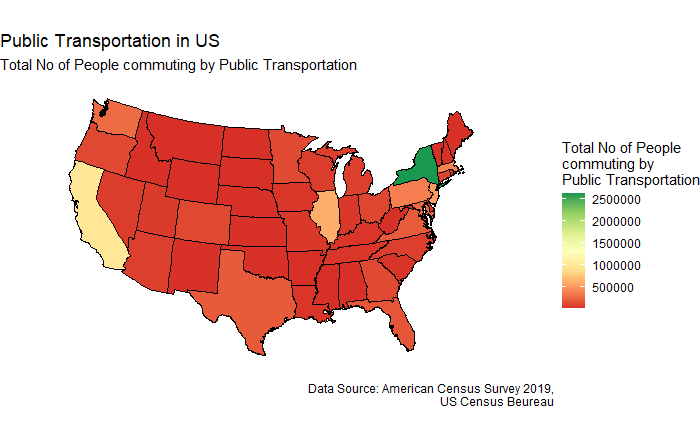 Public Transportation in US
Total No of People commuting by Public Transportation
Total No of People
commuting by
Public Transportation
2500000
2000000
1500000
1000000
500000
Data Source: American Census Survey 2019,
US Census Beureau